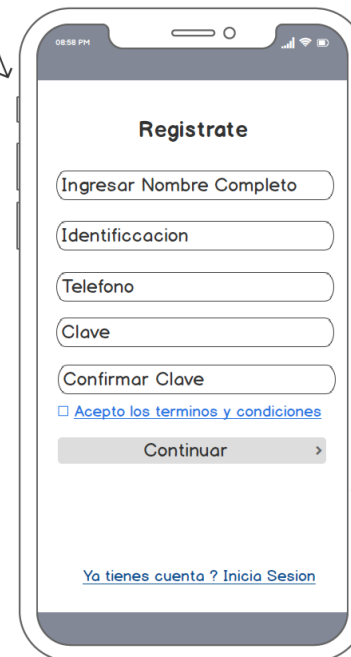 08:58 PM
Registrate
Ingresar Nombre Completo
Identificcacion
Telefono
Clave
Confirmar Clave
Acepto los terminos y condiciones
Continuar
Ya tienes cuenta ? Inicia Sesion